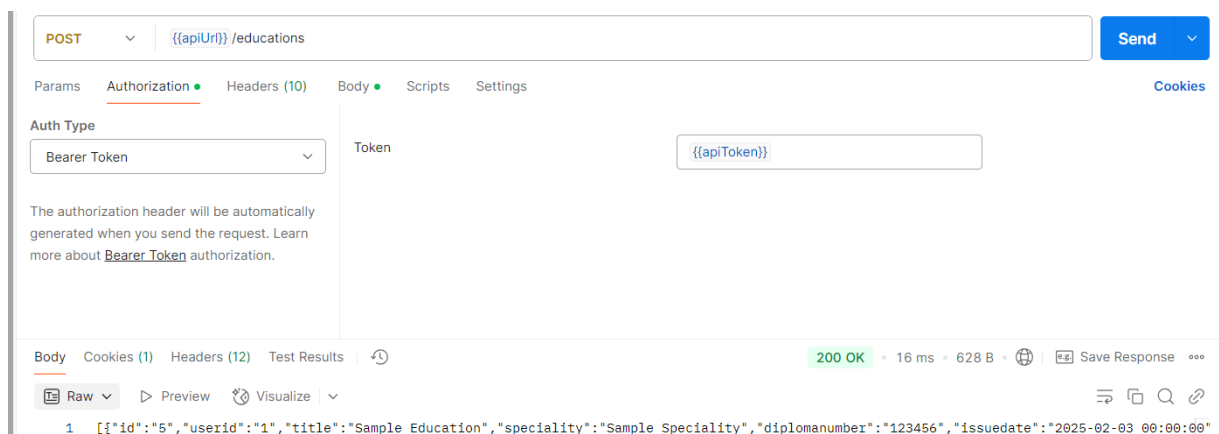 POST {{apiUrl}} /educations Send
Params Authorization Headers (10) Body Scripts Settings Cookies
Auth Type
Bearer Token
Token {{apiToken}}
The authorization header will be automatically
generated when you send the request. Learn
more about Bearer Token authorization.
Body Cookies (1) Headers (12) Test Results 200 OK • 16 ms • 628 B • e.g. Save Response
Raw Preview Visualize
1 [{"id":"5","userid":"1","title":"Sample Education","speciality":"Sample Speciality","diplomanumber":"123456","issuedate":"2025-02-03 00:00:00"